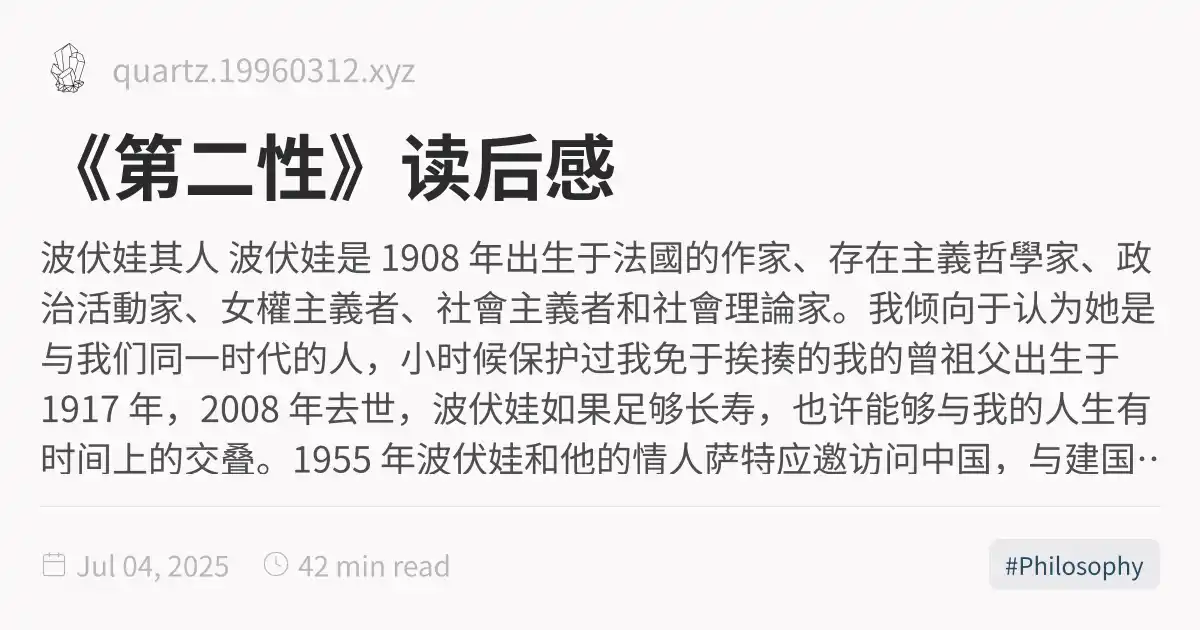 quartz.19960312.xyz
《第二性》读后感
波伏娃其人 波伏娃是 1908 年出生于法國的作家、存在主義哲學家、政
治活動家、女權主義者、社會主義者和社會理論家。我倾向于认为她是
与我们同一时代的人，小时候保护过我免于挨揍的我的曾祖父出生于
1917 年，2008 年去世，波伏娃如果足够长寿，也许能够与我的人生有
时间上的交叠。1955 年波伏娃和他的情人萨特应邀访问中国，与建国··
Jul 04, 2025 42 min read #Philosophy